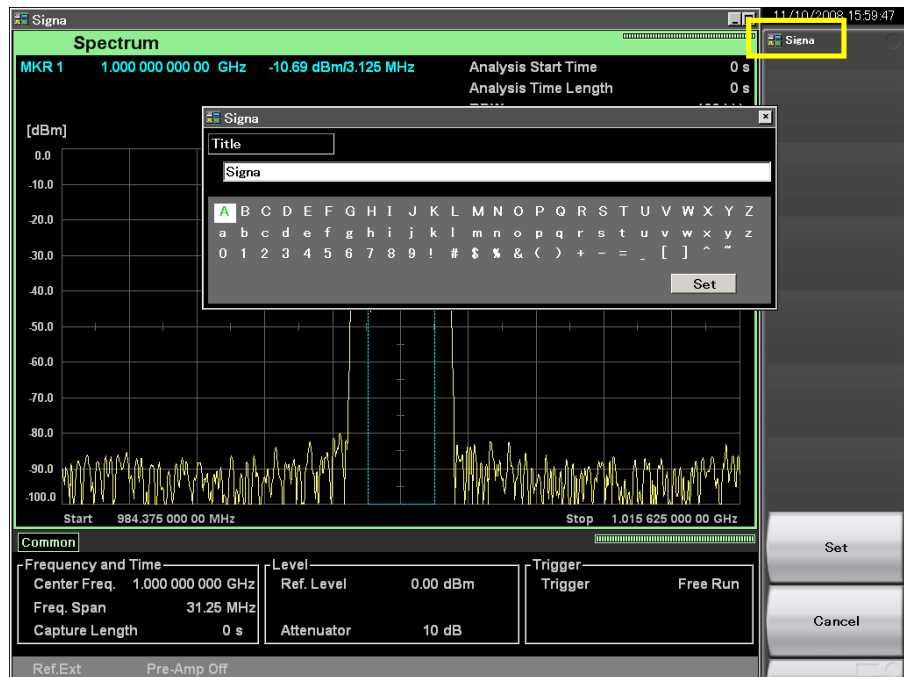 Signa
11/10/2008 15:59:47
Spectrum
Signa
MKR 1 1.000 000 000 00 GHz -10.69 dBm/3.125 MHz
Analysis Start Time 0 s
Analysis Time Length 0 s
[dBm]
Signa
Title
Signa
A B C D E F G H I J K L M N O P Q R S T U V W X Y Z
a b c d e f g h i j k l m n o p q r s t u v w x y z
0 1 2 3 4 5 6 7 8 9 ! # $ % & ( ) + - = _ [ ] ^ ~
Set
0.0
-10.0
-20.0
-30.0
-40.0
-50.0
-60.0
-70.0
-80.0
-90.0
-100.0
Start 984.375 000 00 MHz
Stop 1.015 625 000 00 GHz
Common
Frequency and Time
Center Freq. 1.000 000 000 GHz
Freq. Span 31.25 MHz
Capture Length 0 s
Level
Ref. Level 0.00 dBm
Attenuator 10 dB
Trigger
Trigger Free Run
Set
Cancel
Ref.Ext Pre-Amp Off